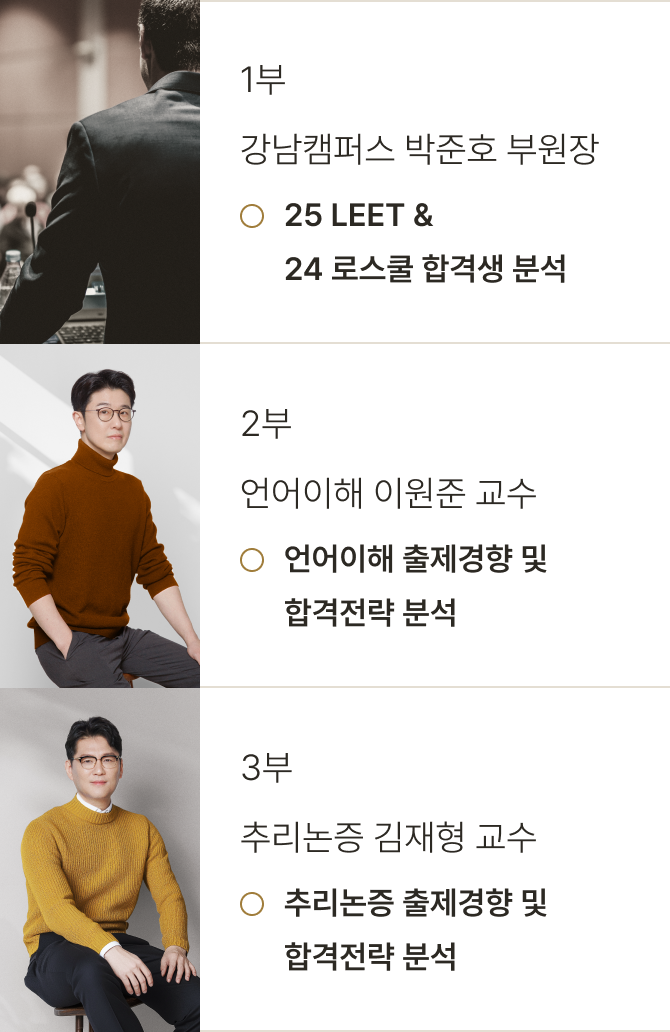 1부
강남캠퍼스 박준호 부원장
25 LEET &
24 로스쿨 합격생 분석
2부
언어이해 이원준 교수
언어이해 출제경향 및
합격전략 분석
3부
추리논증 김재형 교수
추리논증 출제경향 및
합격전략 분석